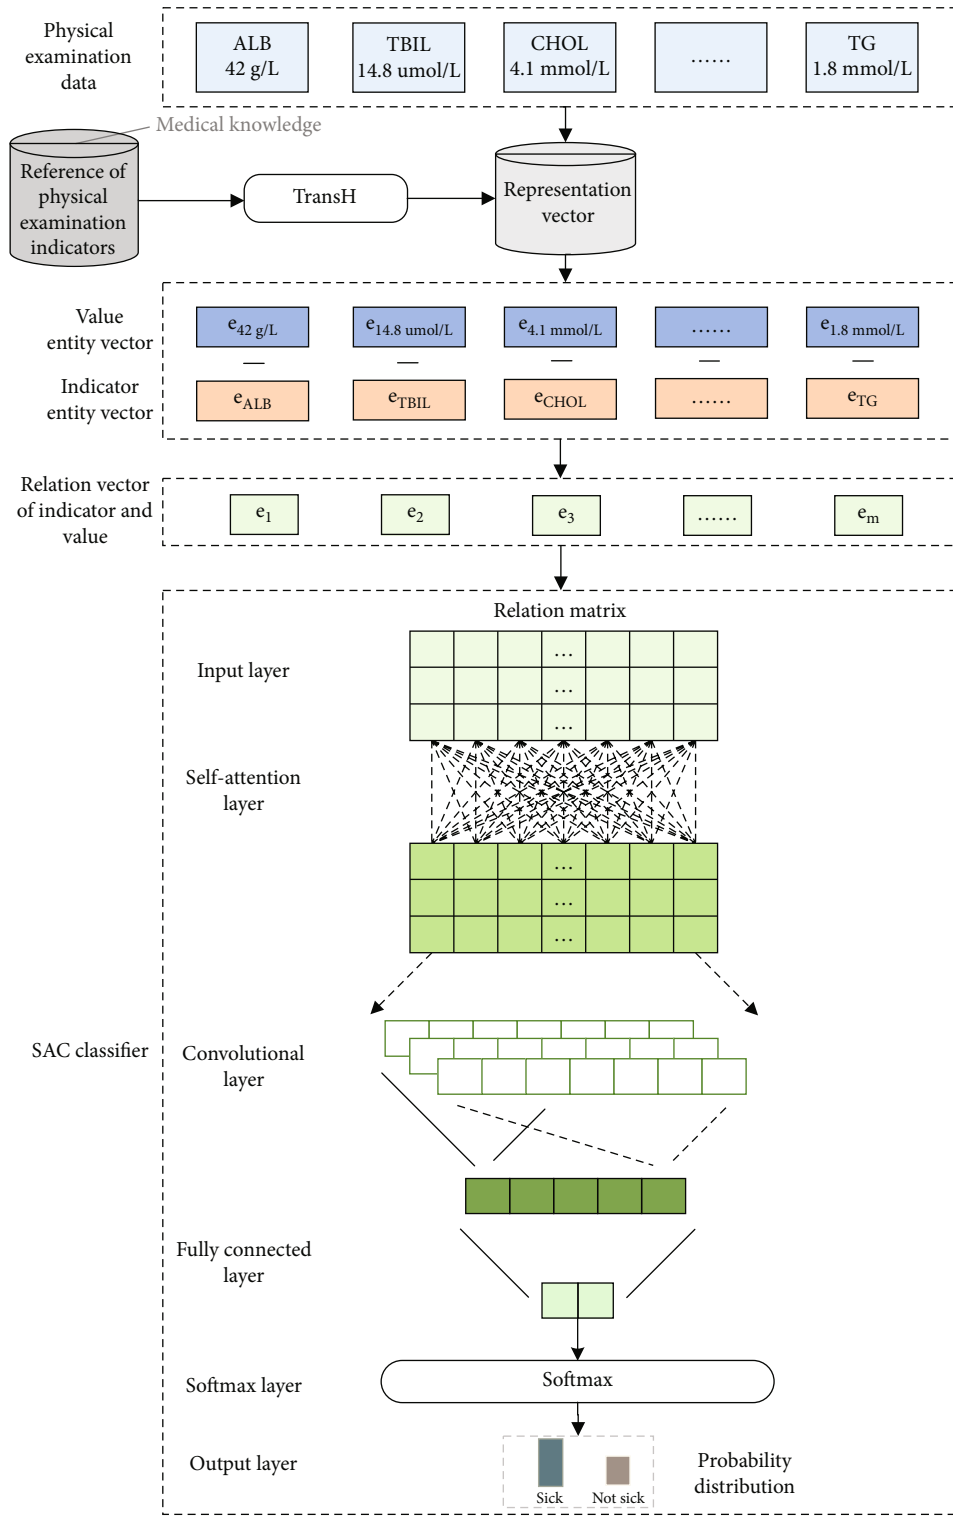 Physical
examination
data
ALB
42 g/L
TBIL
14.8 umol/L
CHOL
4.1 mmol/L
......
TG
1.8 mmol/L
Medical knowledge
Reference of
physical
examination
indicators
TransH
Representation
vector
Value
entity vector
e42 g/L
e14.8 umol/L
e4.1 mmol/L
......
e1.8 mmol/L
— — — — —
Indicator
entity vector
eALB
eTBIL
eCHOL
......
eTG
Relation vector
of indicator and
value
e1
e2
e3
......
em
Relation matrix
Input layer
...
...
...
Self-attention
layer
...
...
...
SAC classifier
Convolutional
layer
Fully connected
layer
Softmax layer
Softmax
Output layer
Sick
Not sick
Probability
distribution